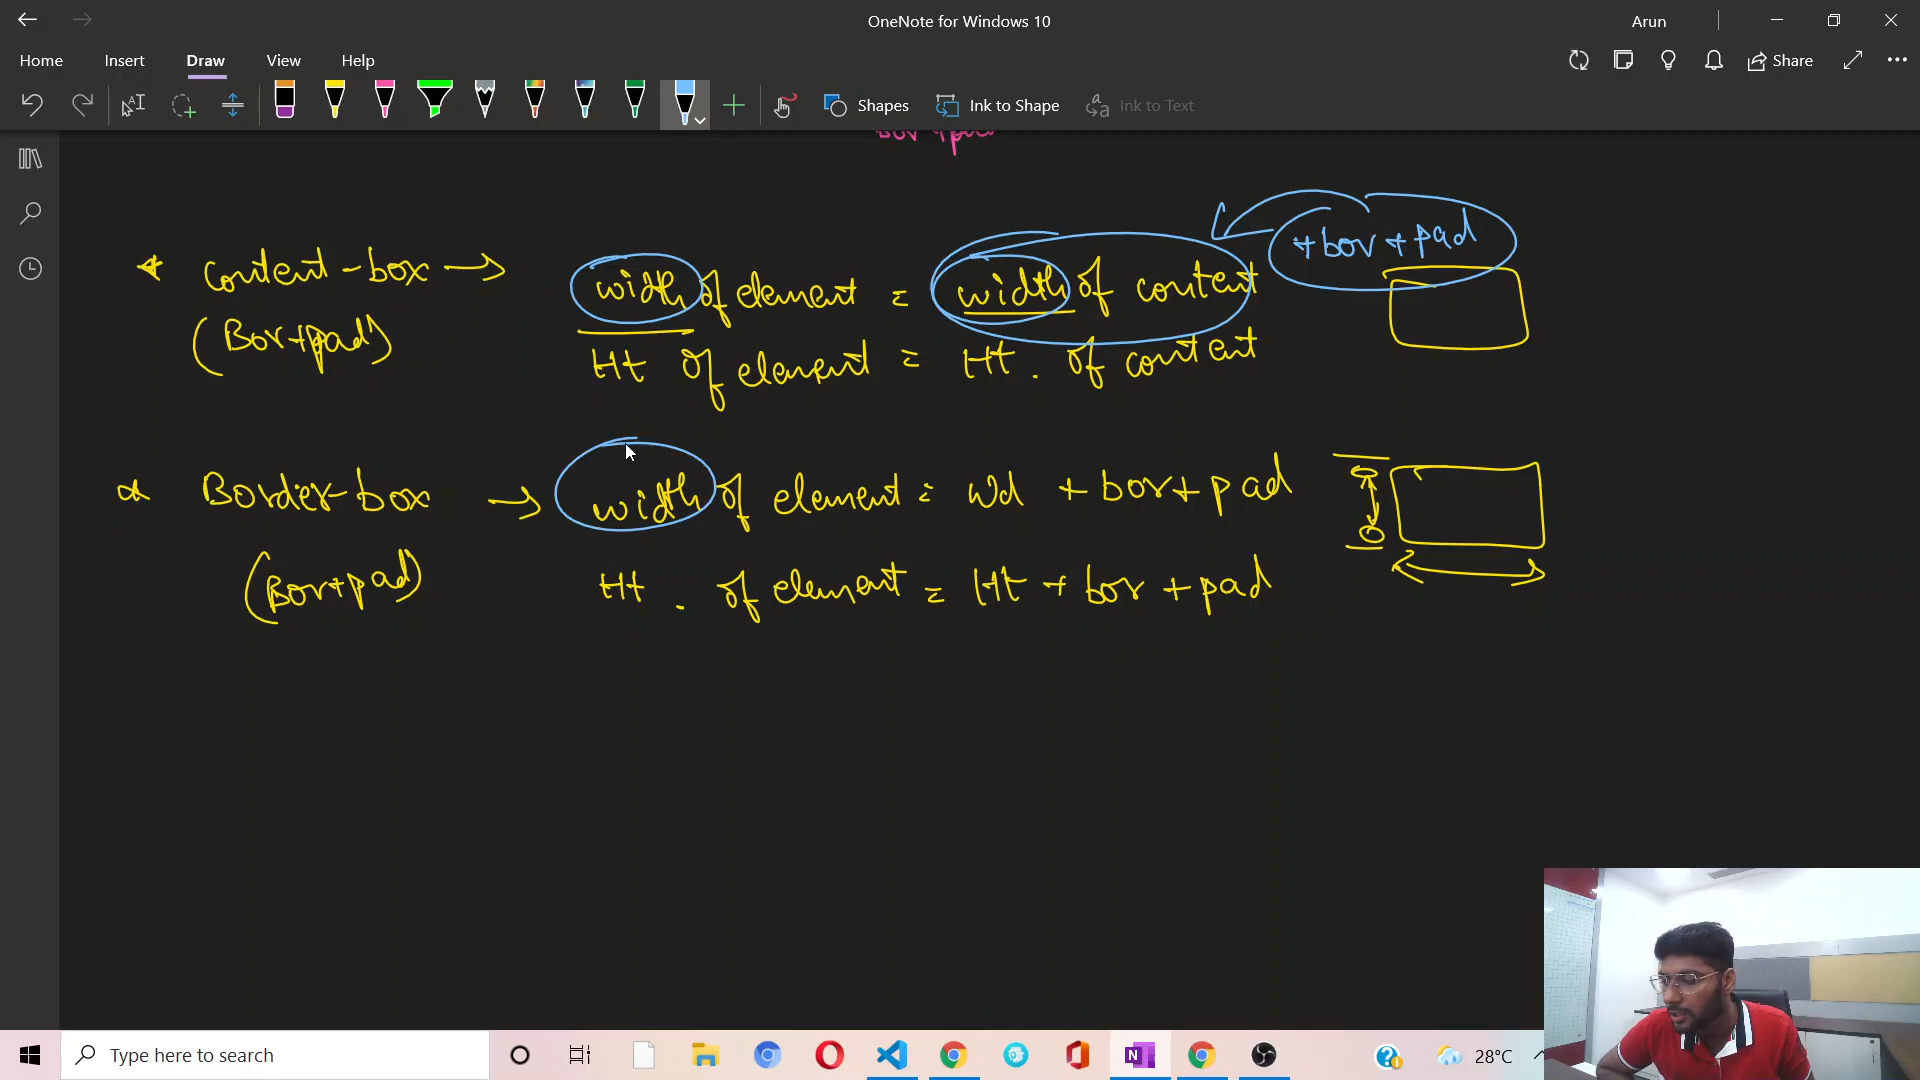 OneNote for Windows 10
Arun
Home Insert Draw View Help
Share
Shapes
Ink to Shape
Ink to Text
Bor +pad
+bor+pad
Content-box → width of element = width of content
(Bor+pad)
Ht of element = Ht. of content
Border-box → width of element = wd +bor+pad
(Bor+pad)
Ht. of element = Ht + bor +pad
Type here to search
28°C